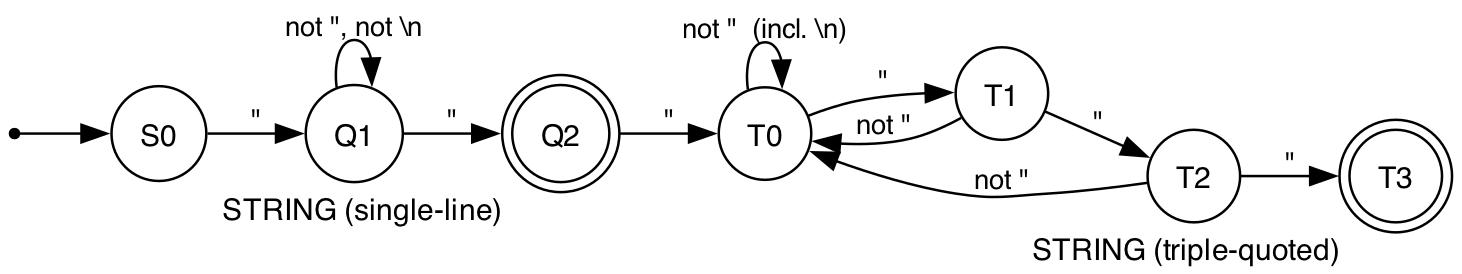 not ", not \n
not "  (incl. \n)
S0
"
Q1
"
Q2
"
T0
"
not "
T1
"
not "
T2
"
T3
STRING (single-line)
STRING (triple-quoted)